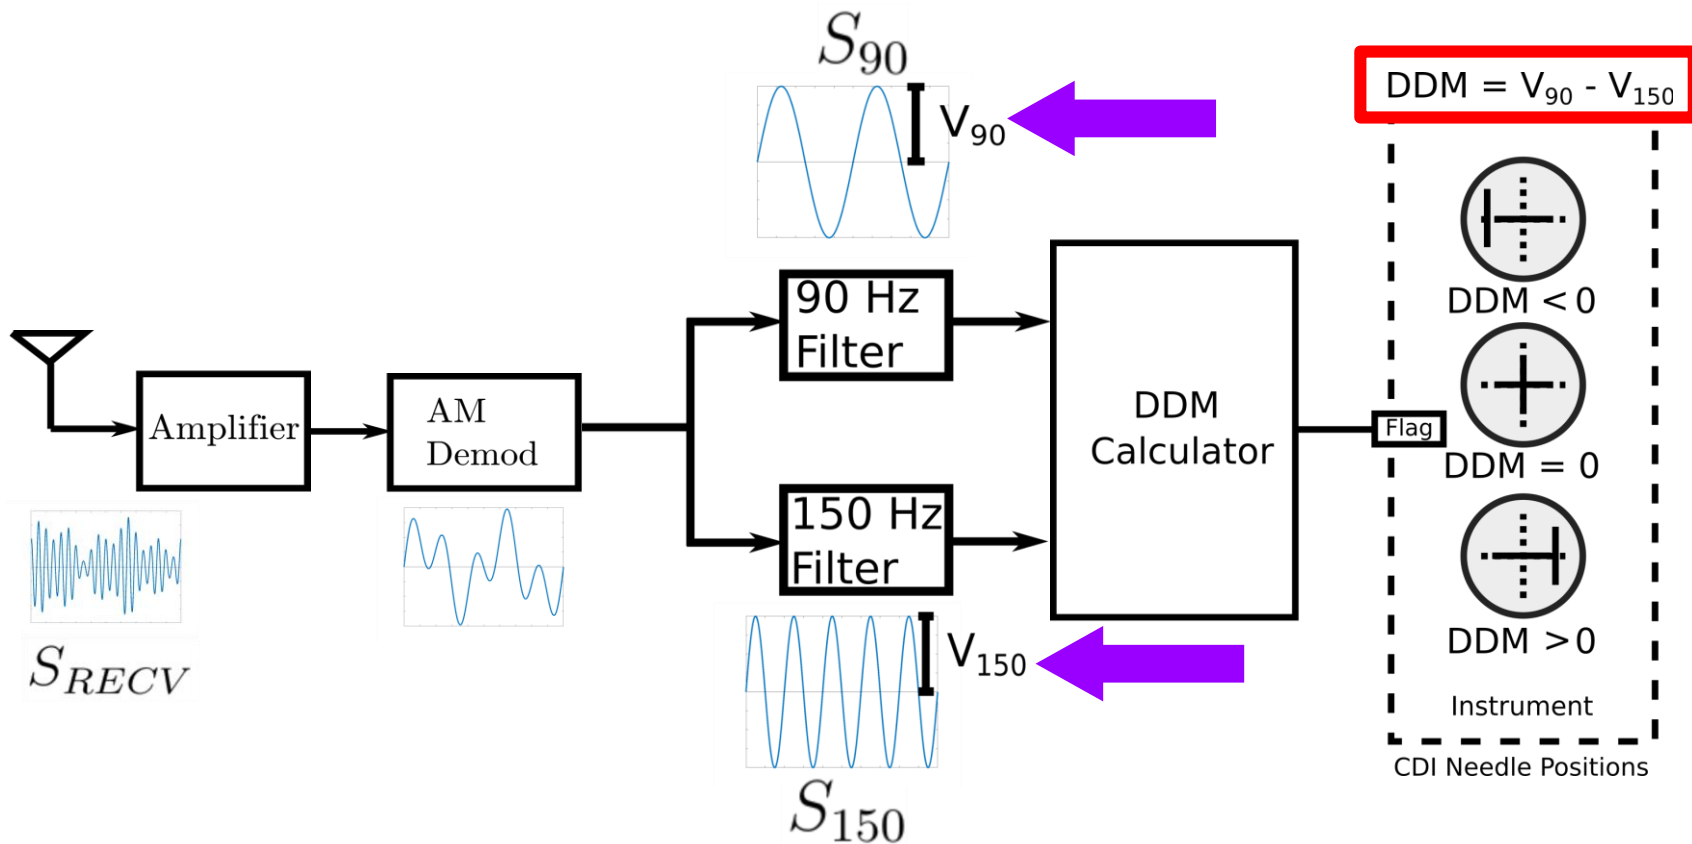 S90
V90
DDM = V90 - V150
90 Hz
Filter
DDM < 0
Amplifier
AM
Demod
DDM
Calculator
Flag
DDM = 0
150 Hz
Filter
SRECV
V150
DDM >0
Instrument
CDI Needle Positions
S150